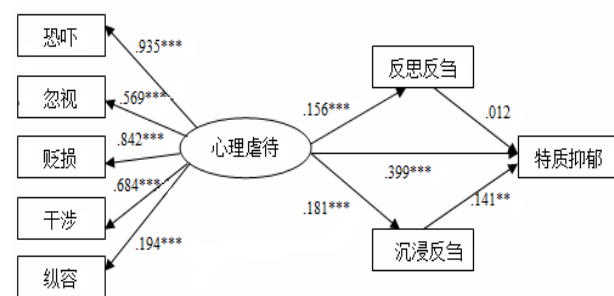 恐吓
.935***
反思反刍
忽视
.569***
.156***
.012
贬损
.842***
心理虐待
特质抑郁
.399***
.684***
.181***
.141**
干涉
.194***
沉浸反刍
纵容